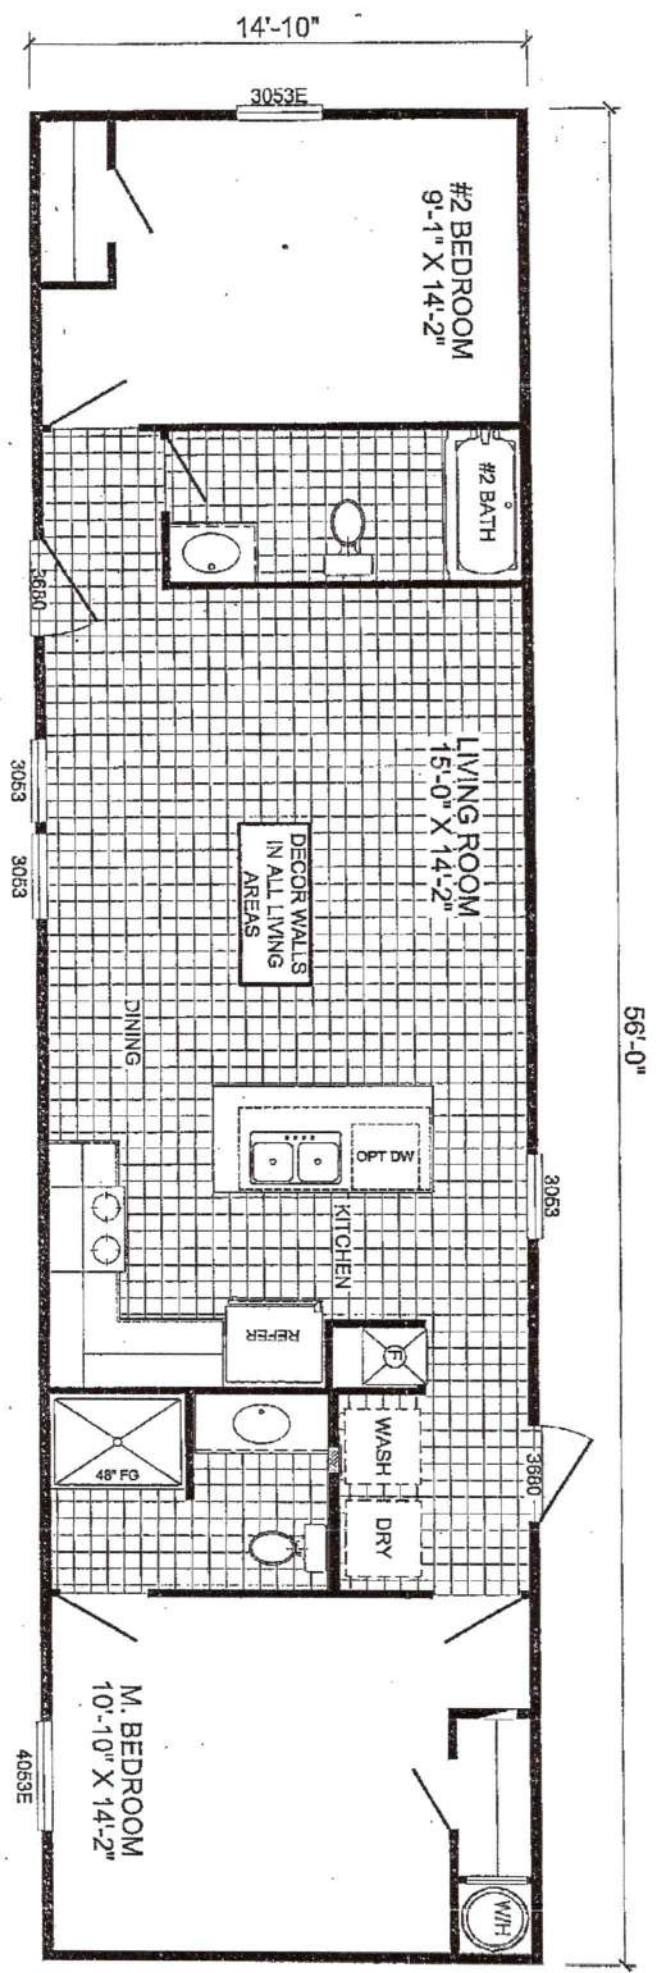 14'-10"
3053E
#2 BEDROOM
9'-1" X 14'-2"
#2 BATH
3680
LIVING ROOM
15'-0" X 14'-2"
3053
3053
DECOR WALLS
IN ALL LIVING
AREAS
56'-0"
DINING
OPT DW
3053
KITCHEN
REFER
F
WASH
DRY
3680
48" FG
M. BEDROOM
10'-10" X 14'-2"
4053E
W/H